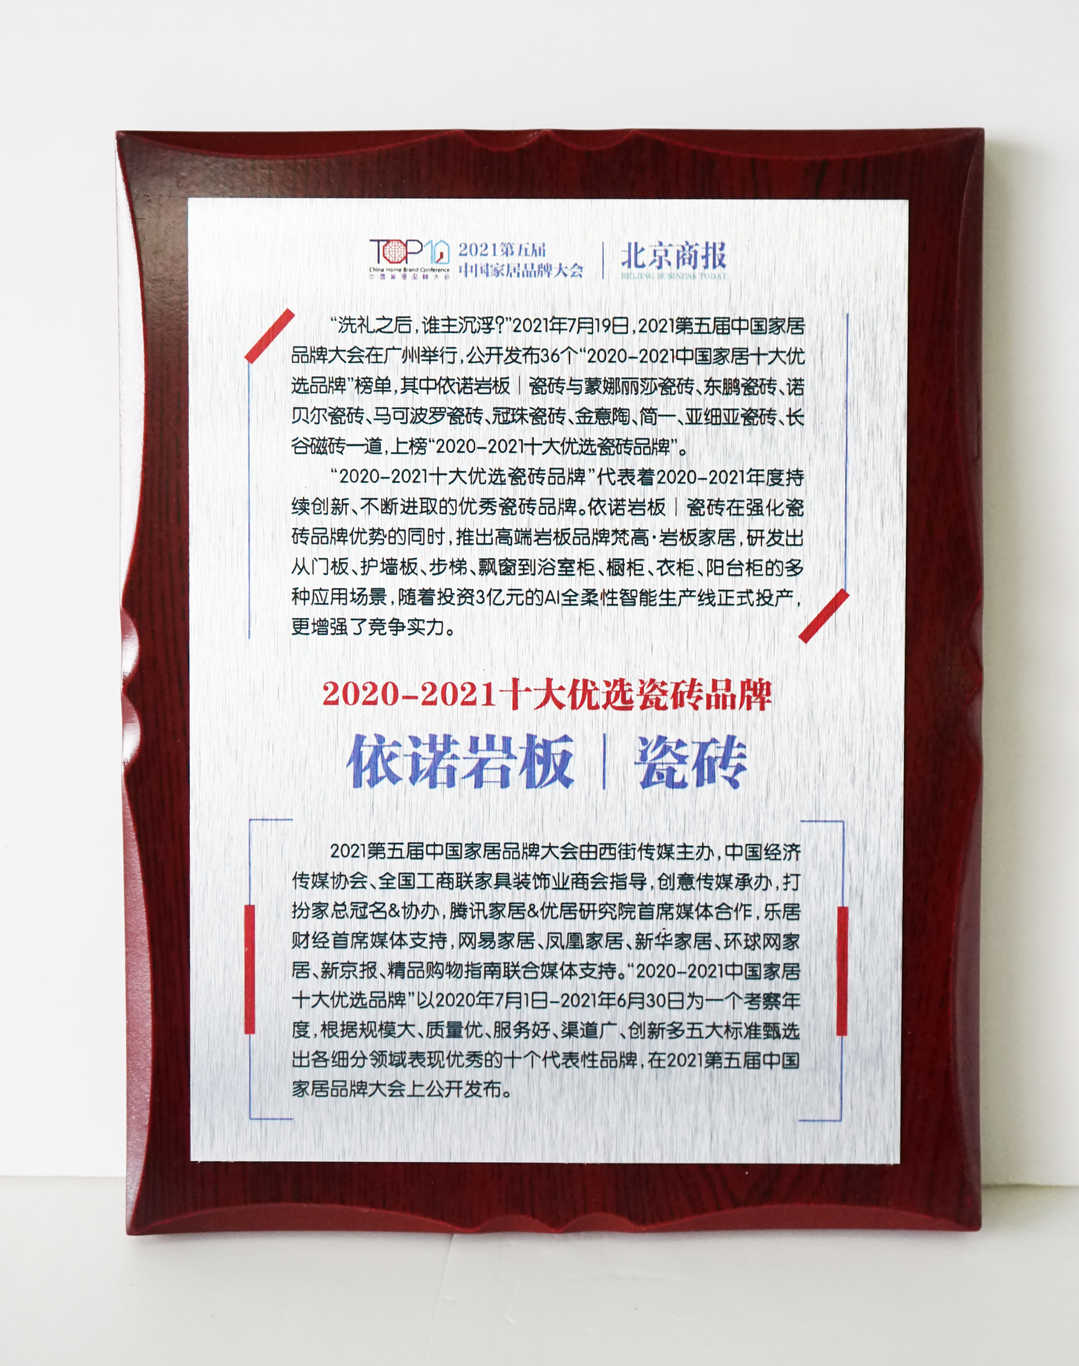 TOP10
China Home Brand Conference
中国家居品牌大会
2021第五届
中国家居品牌大会
北京商报
BEIJING BUSINESS TODAY
“洗礼之后,谁主沉浮?”2021年7月19日,2021第五届中国家居
品牌大会在广州举行,公开发布36个“2020-2021中国家居十大优
选品牌”榜单,其中依诺岩板｜瓷砖与蒙娜丽莎瓷砖、东鹏瓷砖、诺
贝尔瓷砖、马可波罗瓷砖、冠珠瓷砖、金意陶、简一、亚细亚瓷砖、长
谷磁砖一道,上榜“2020-2021十大优选瓷砖品牌”。
“2020-2021十大优选瓷砖品牌”代表着2020-2021年度持
续创新、不断进取的优秀瓷砖品牌。依诺岩板｜瓷砖在强化瓷
砖品牌优势的同时,推出高端岩板品牌梵高·岩板家居,研发出
从门板、护墙板、步梯、飘窗到浴室柜、橱柜、衣柜、阳台柜的多
种应用场景,随着投资3亿元的AI全柔性智能生产线正式投产,
更增强了竞争实力。
2020-2021十大优选瓷砖品牌
依诺岩板｜瓷砖
2021第五届中国家居品牌大会由西街传媒主办,中国经济
传媒协会、全国工商联家具装饰业商会指导,创意传媒承办,打
扮家总冠名&协办,腾讯家居&优居研究院首席媒体合作,乐居
财经首席媒体支持,网易家居、凤凰家居、新华家居、环球网家
居、新京报、精品购物指南联合媒体支持。“2020-2021中国家居
十大优选品牌”以2020年7月1日-2021年6月30日为一个考察年
度,根据规模大、质量优、服务好、渠道广、创新多五大标准甄选
出各细分领域表现优秀的十个代表性品牌,在2021第五届中国
家居品牌大会上公开发布。